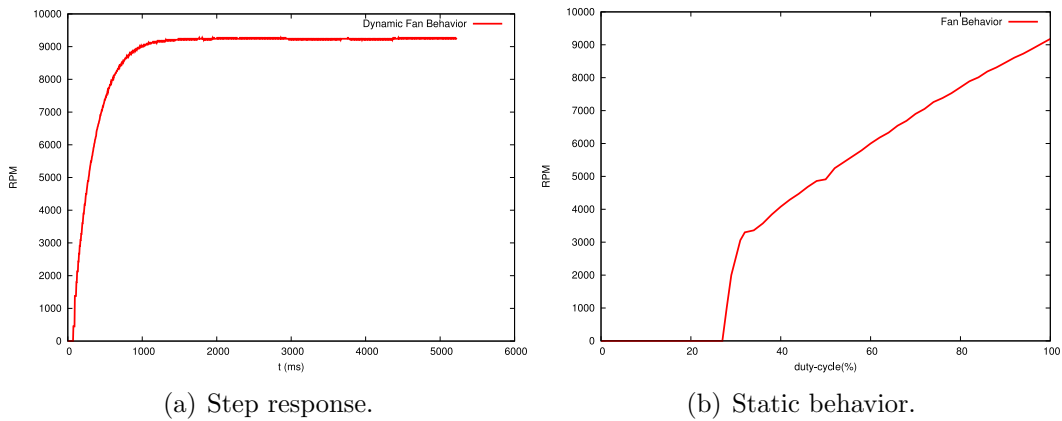 10000
9000
8000
7000
6000
5000
4000
3000
2000
1000
0
RPM
Dynamic Fan Behavior
0 1000 2000 3000 4000 5000 6000
t (ms)
(a) Step response.
10000
9000
8000
7000
6000
5000
4000
3000
2000
1000
0
RPM
Fan Behavior
0 20 40 60 80 100
duty-cycle(%)
(b) Static behavior.